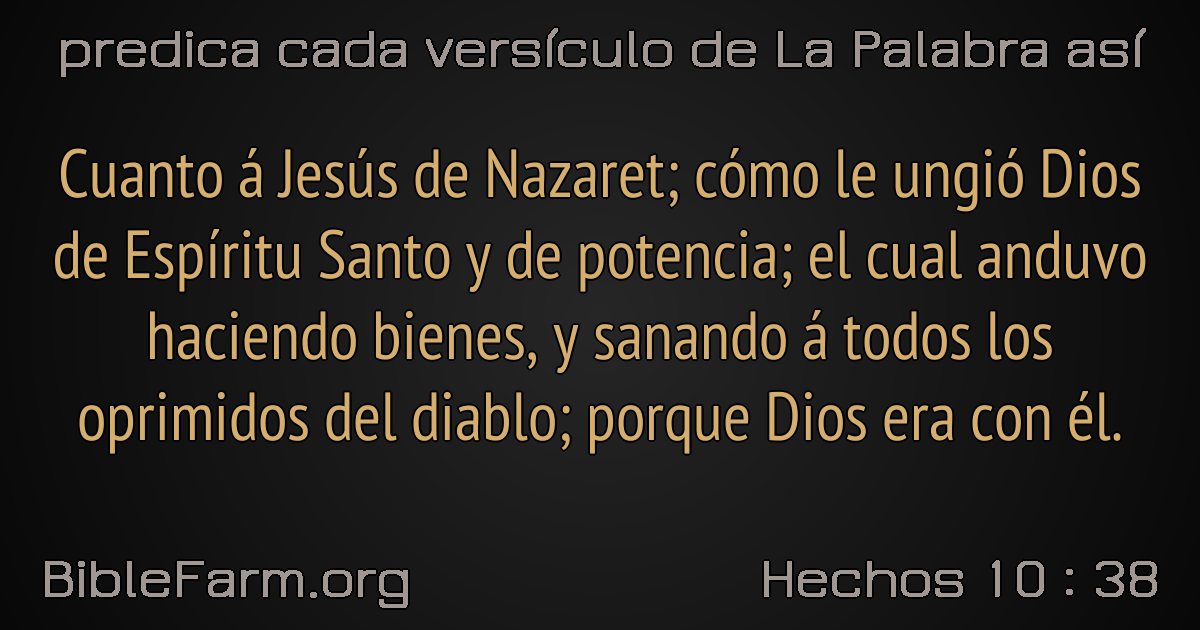 predica cada versículo de La Palabra así
Cuanto á Jesús de Nazaret; cómo le ungió Dios
de Espíritu Santo y de potencia; el cual anduvo
haciendo bienes, y sanando á todos los
oprimidos del diablo; porque Dios era con él.
BibleFarm.org
Hechos 10 : 38